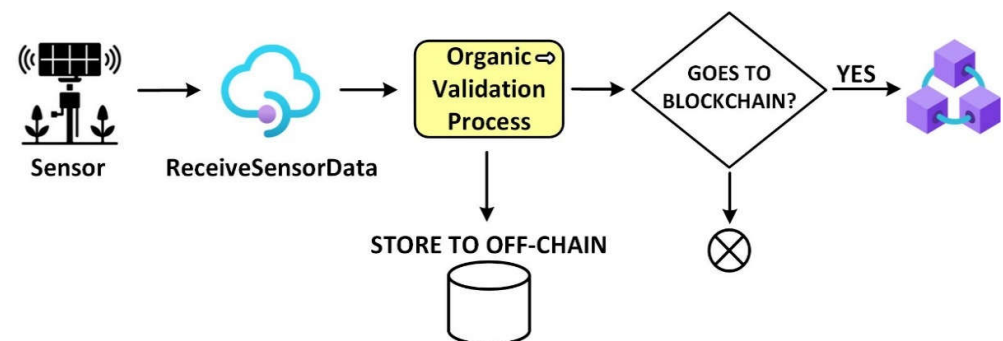 Sensor
ReceiveSensorData
Organic ⇨
Validation
Process
STORE TO OFF-CHAIN
GOES TO
BLOCKCHAIN?
YES